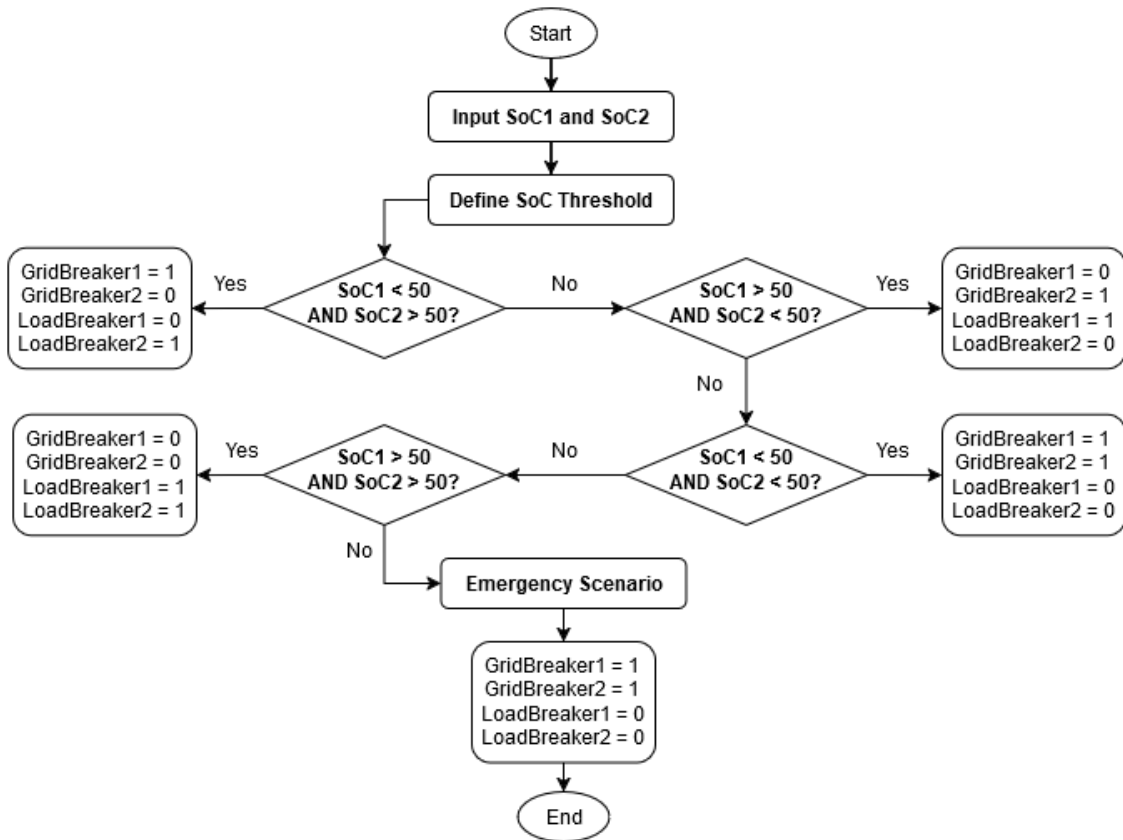 Start
Input SoC1 and SoC2
Define SoC Threshold
GridBreaker1 = 1
GridBreaker2 = 0
LoadBreaker1 = 0
LoadBreaker2 = 1
Yes
SoC1 < 50
AND SoC2 > 50?
No
SoC1 > 50
AND SoC2 < 50?
Yes
GridBreaker1 = 0
GridBreaker2 = 1
LoadBreaker1 = 1
LoadBreaker2 = 0
No
GridBreaker1 = 0
GridBreaker2 = 0
LoadBreaker1 = 1
LoadBreaker2 = 1
Yes
SoC1 > 50
AND SoC2 > 50?
No
SoC1 < 50
AND SoC2 < 50?
Yes
GridBreaker1 = 1
GridBreaker2 = 1
LoadBreaker1 = 0
LoadBreaker2 = 0
No
Emergency Scenario
GridBreaker1 = 1
GridBreaker2 = 1
LoadBreaker1 = 0
LoadBreaker2 = 0
End